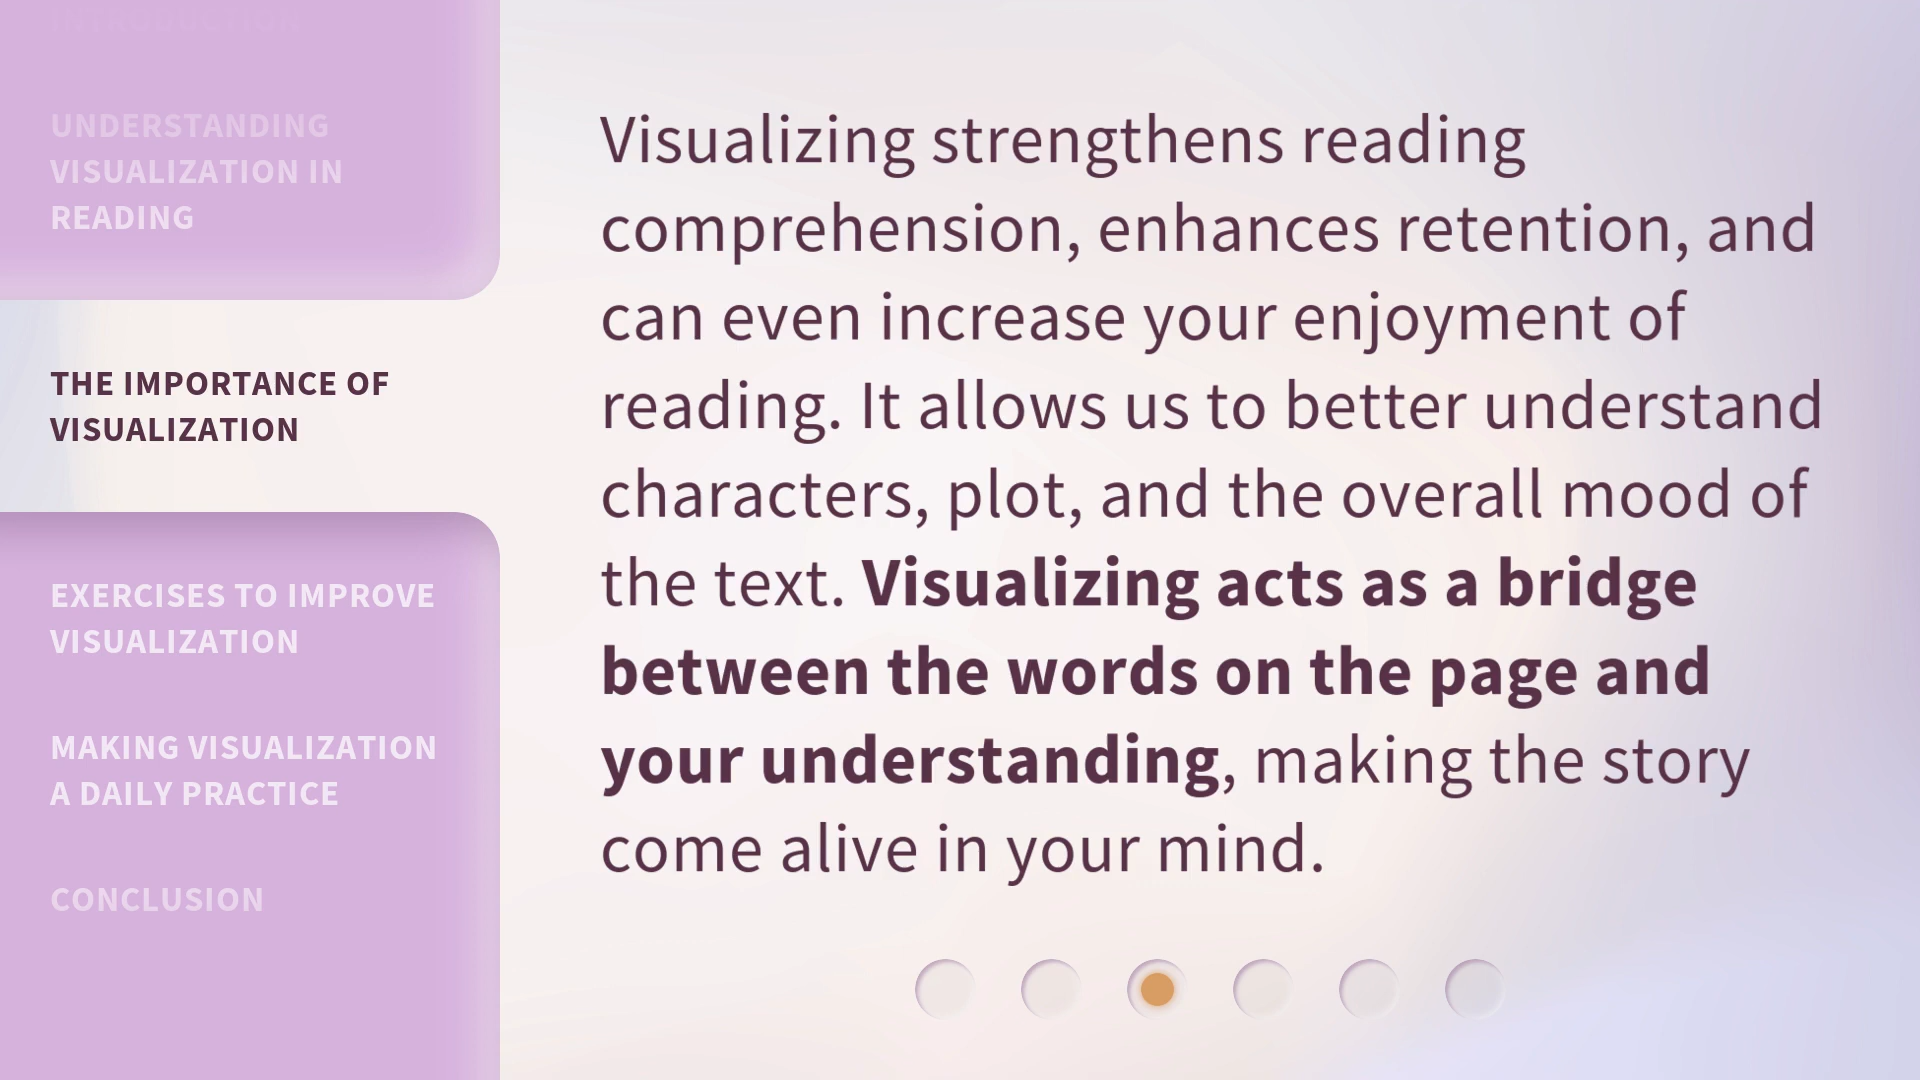 INTRODUCTION
UNDERSTANDING
VISUALIZATION IN
READING
THE IMPORTANCE OF
VISUALIZATION
EXERCISES TO IMPROVE
VISUALIZATION
MAKING VISUALIZATION
A DAILY PRACTICE
CONCLUSION
Visualizing strengthens reading
comprehension, enhances retention, and
can even increase your enjoyment of
reading. It allows us to better understand
characters, plot, and the overall mood of
the text. Visualizing acts as a bridge
between the words on the page and
your understanding, making the story
come alive in your mind.